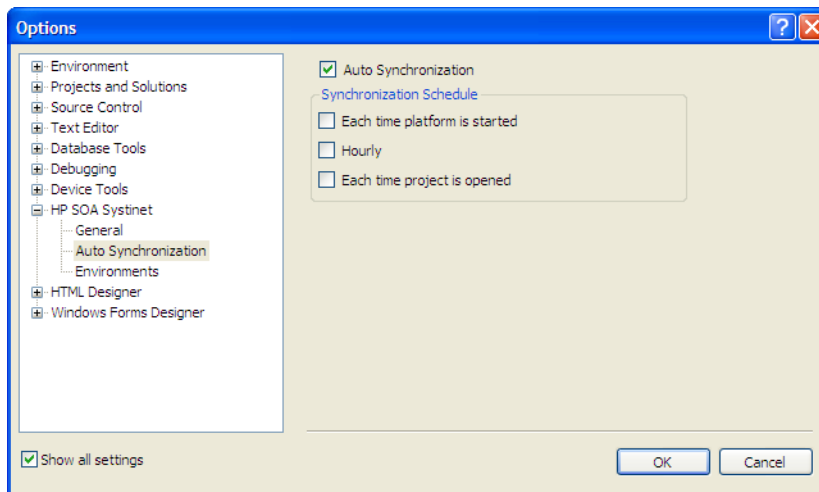 Options
Environment
Projects and Solutions
Source Control
Text Editor
Database Tools
Debugging
Device Tools
HP SOA Systinet
General
Auto Synchronization
Environments
HTML Designer
Windows Forms Designer
Show all settings
Auto Synchronization
Synchronization Schedule
Each time platform is started
Hourly
Each time project is opened
OK
Cancel